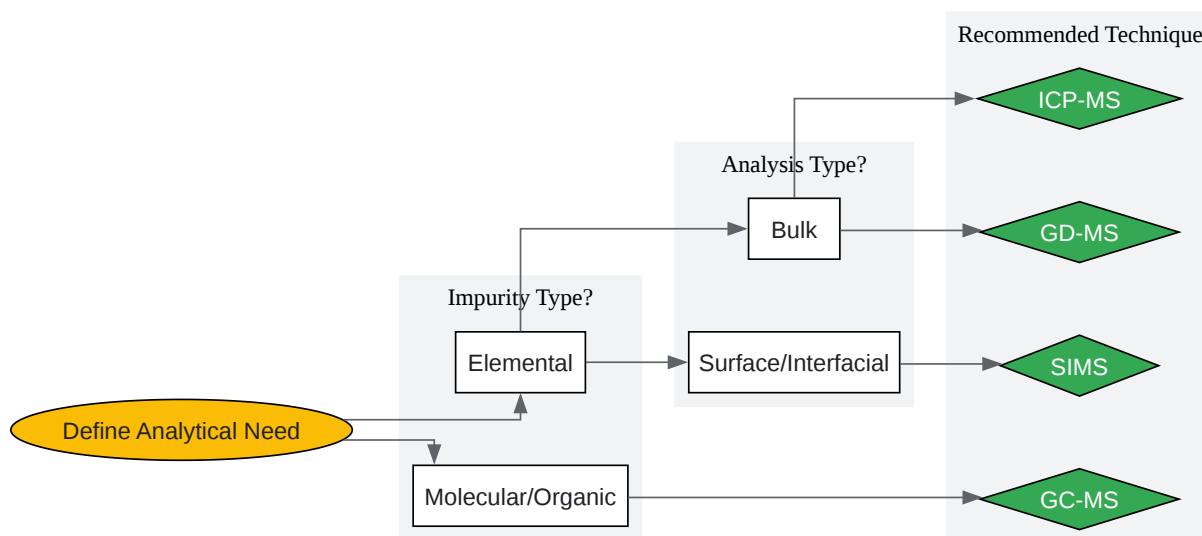 Recommended Technique
ICP-MS
Analysis Type?
Bulk
GD-MS
Impurity Type?
Elemental
Surface/Interfacial
SIMS
Define Analytical Need
Molecular/Organic
GC-MS